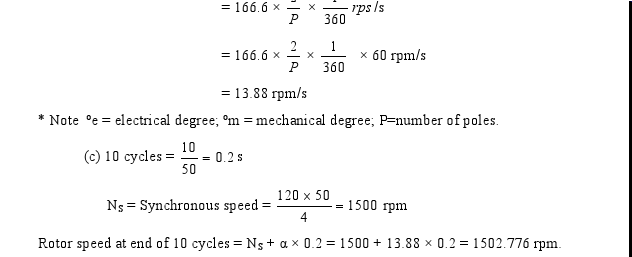 = 166.6 × 2/P × 1/360 rps/s
= 166.6 × 2/P × 1/360 × 60 rpm/s
= 13.88 rpm/s
* Note °e = electrical degree; °m = mechanical degree; P=number of poles.
(c) 10 cycles = 10/50 = 0.2 s
Ns = Synchronous speed = 120 × 50/4 = 1500 rpm
Rotor speed at end of 10 cycles = Ns + α × 0.2 = 1500 + 13.88 × 0.2 = 1502.776 rpm.